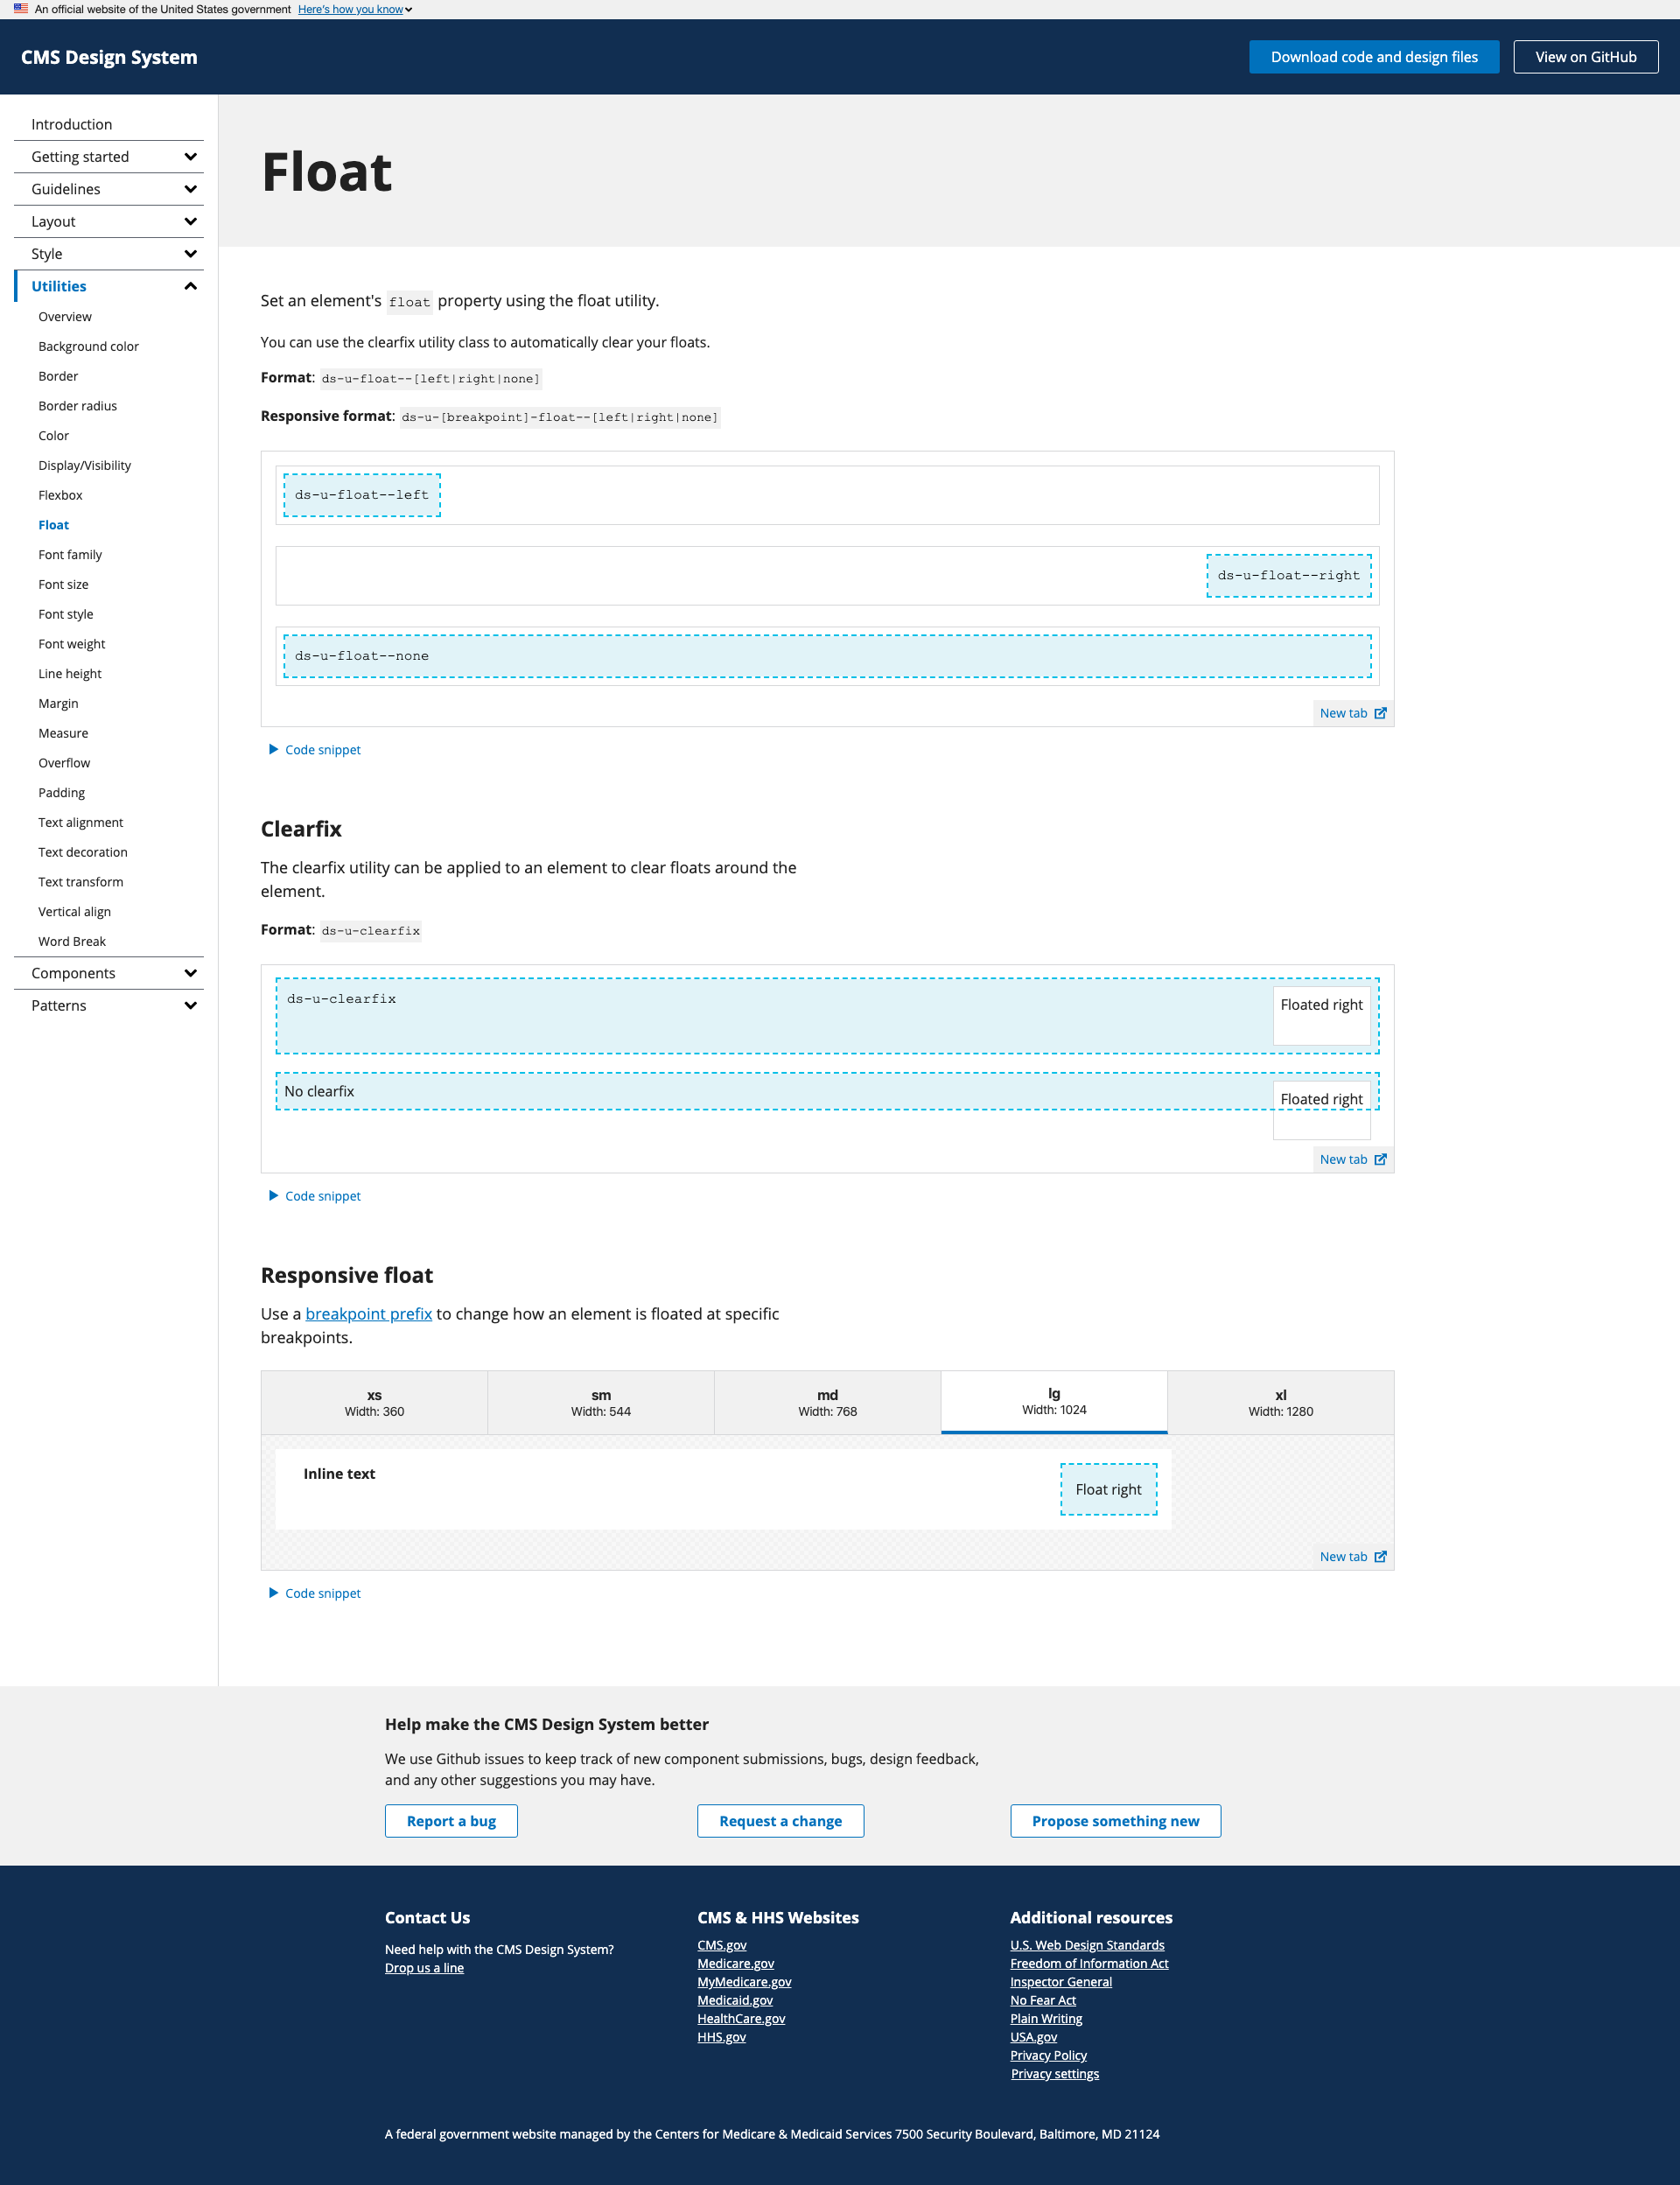 An official website of the United States government Here's how you know
CMS Design System
Download code and design files
View on GitHub
Introduction
Getting started
Guidelines
Layout
Style
Utilities
Overview
Background color
Border
Border radius
Color
Display/Visibility
Flexbox
Float
Font family
Font size
Font style
Font weight
Line height
Margin
Measure
Overflow
Padding
Text alignment
Text decoration
Text transform
Vertical align
Word Break
Components
Patterns
Float
Set an element's float property using the float utility.
You can use the clearfix utility class to automatically clear your floats.
Format: ds-u-float--[left|right|none]
Responsive format: ds-u-[breakpoint]-float--[left|right|none]
ds-u-float--left
ds-u-float--right
ds-u-float--none
New tab
Code snippet
Clearfix
The clearfix utility can be applied to an element to clear floats around the
element.
Format: ds-u-clearfix
ds-u-clearfix
Floated right
No clearfix
Floated right
New tab
Code snippet
Responsive float
Use a breakpoint prefix to change how an element is floated at specific
breakpoints.
xs
Width: 360
sm
Width: 544
md
Width: 768
lg
Width: 1024
xl
Width: 1280
Inline text
Float right
New tab
Code snippet
Help make the CMS Design System better
We use Github issues to keep track of new component submissions, bugs, design feedback,
and any other suggestions you may have.
Report a bug
Request a change
Propose something new
Contact Us
Need help with the CMS Design System?
Drop us a line
CMS & HHS Websites
CMS.gov
Medicare.gov
MyMedicare.gov
Medicaid.gov
HealthCare.gov
HHS.gov
Additional resources
U.S. Web Design Standards
Freedom of Information Act
Inspector General
No Fear Act
Plain Writing
USA.gov
Privacy Policy
Privacy settings
A federal government website managed by the Centers for Medicare & Medicaid Services 7500 Security Boulevard, Baltimore, MD 21124